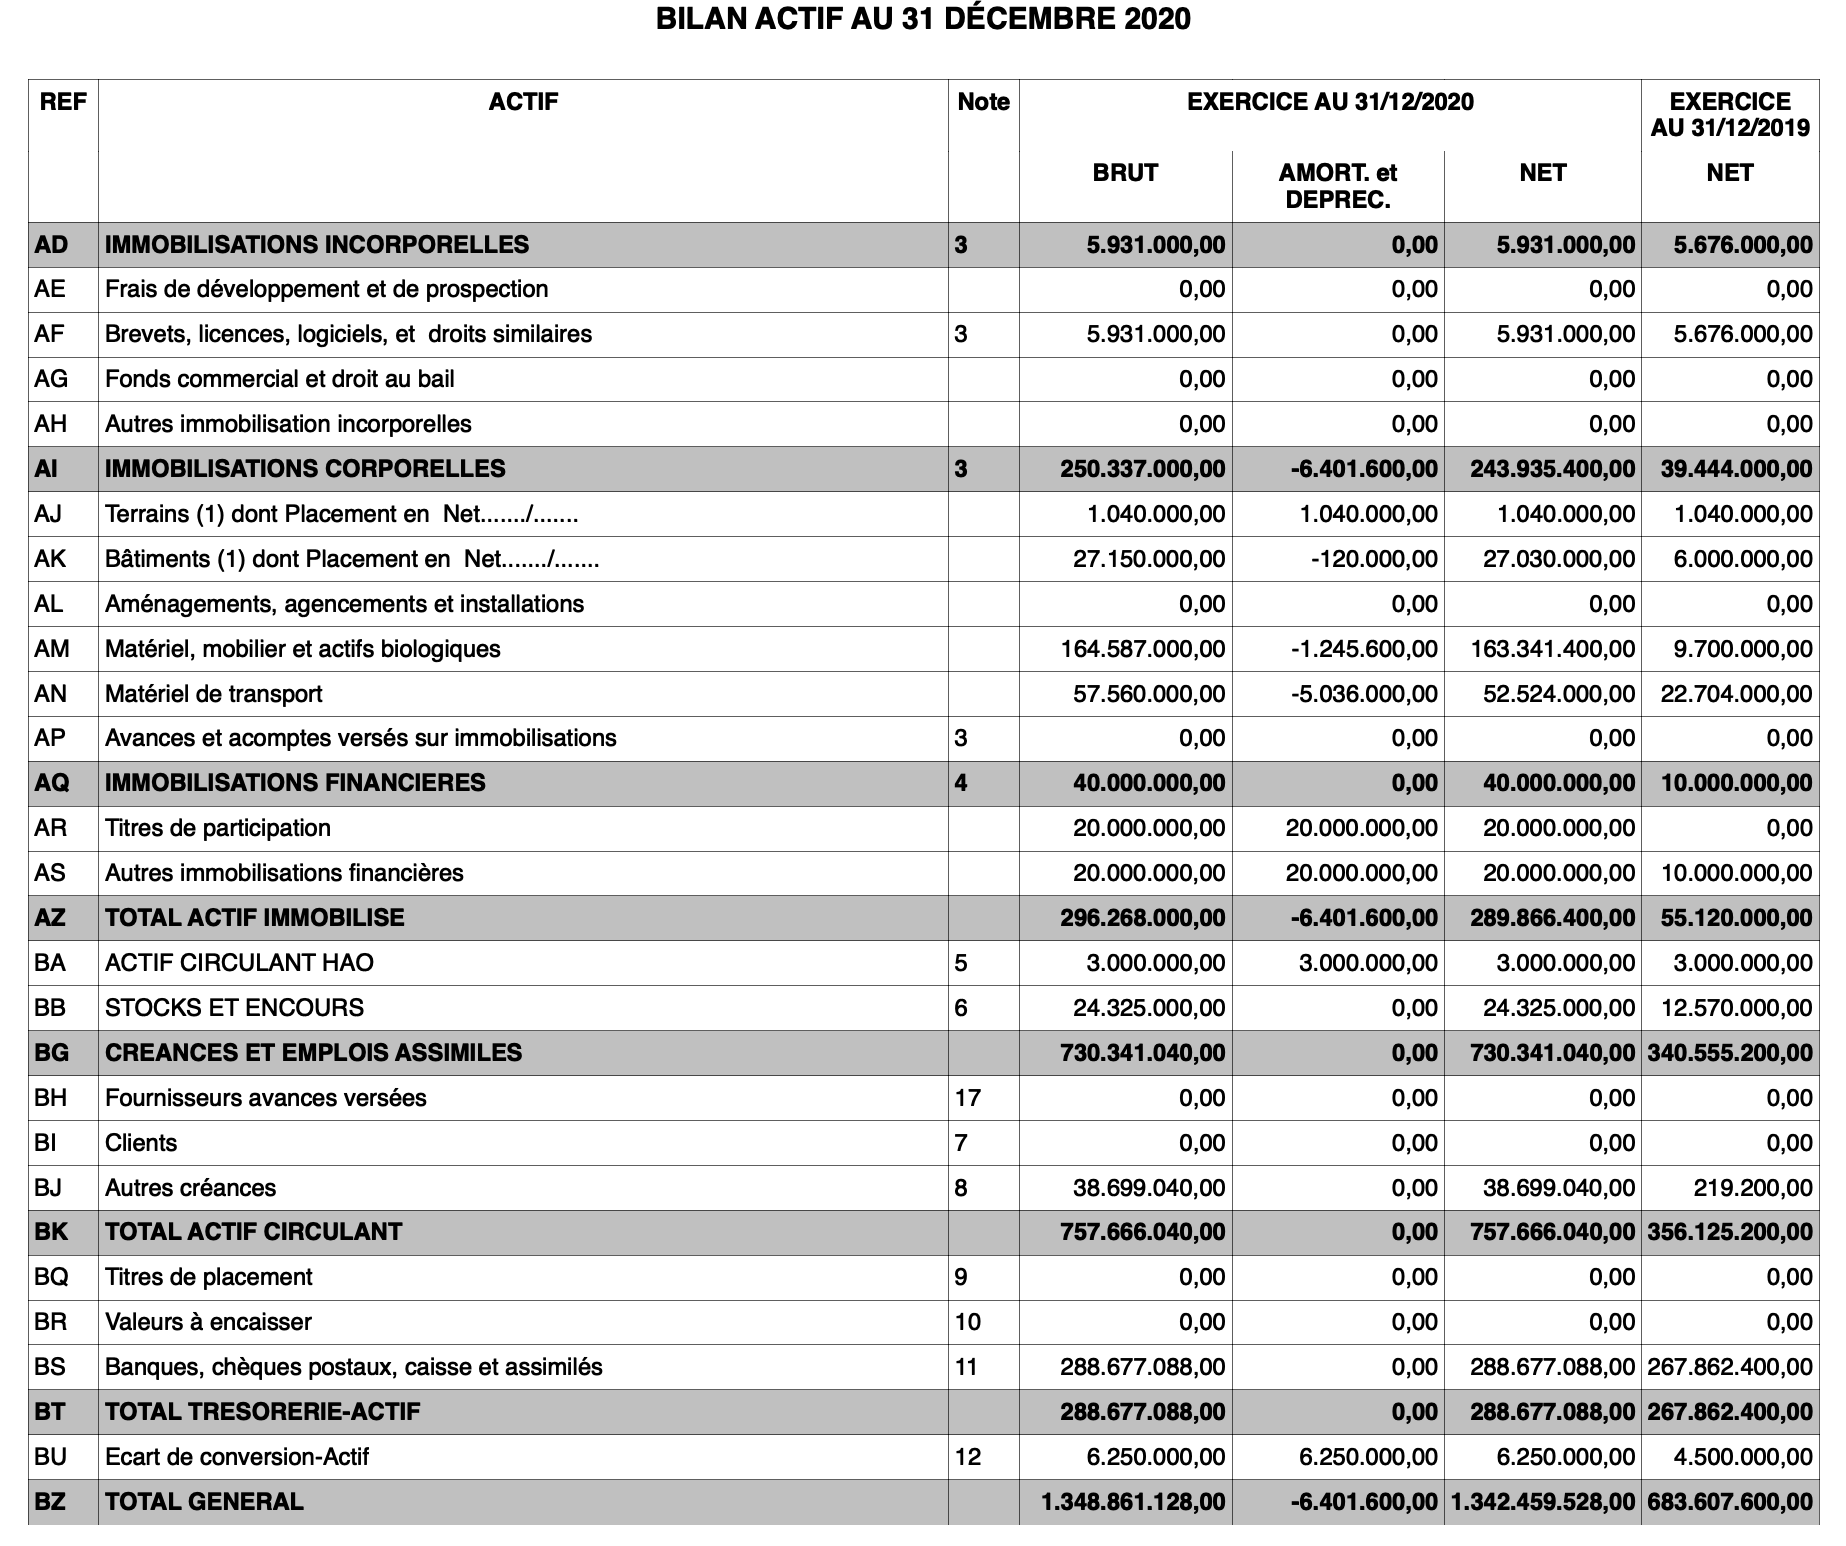 BILAN ACTIF AU 31 DÉCEMBRE 2020
REF ACTIF Note EXERCICE AU 31/12/2020 EXERCICE
AU 31/12/2019
BRUT AMORT. et NET NET
DEPREC.
AD IMMOBILISATIONS INCORPORELLES 3 5.931.000,00 0,00 5.931.000,00 5.676.000,00
AE Frais de développement et de prospection 0,00 0,00 0,00 0,00
AF Brevets, licences, logiciels, et droits similaires 3 5.931.000,00 0,00 5.931.000,00 5.676.000,00
AG Fonds commercial et droit au bail 0,00 0,00 0,00 0,00
AH Autres immobilisation incorporelles 0,00 0,00 0,00 0,00
AI IMMOBILISATIONS CORPORELLES 3 250.337.000,00 -6.401.600,00 243.935.400,00 39.444.000,00
AJ Terrains (1) dont Placement en Net......./....... 1.040.000,00 1.040.000,00 1.040.000,00 1.040.000,00
AK Bâtiments (1) dont Placement en Net......./....... 27.150.000,00 -120.000,00 27.030.000,00 6.000.000,00
AL Aménagements, agencements et installations 0,00 0,00 0,00 0,00
AM Matériel, mobilier et actifs biologiques 164.587.000,00 -1.245.600,00 163.341.400,00 9.700.000,00
AN Matériel de transport 57.560.000,00 -5.036.000,00 52.524.000,00 22.704.000,00
AP Avances et acomptes versés sur immobilisations 3 0,00 0,00 0,00 0,00
AQ IMMOBILISATIONS FINANCIERES 4 40.000.000,00 0,00 40.000.000,00 10.000.000,00
AR Titres de participation 20.000.000,00 20.000.000,00 20.000.000,00 0,00
AS Autres immobilisations financières 20.000.000,00 20.000.000,00 20.000.000,00 10.000.000,00
AZ TOTAL ACTIF IMMOBILISE 296.268.000,00 -6.401.600,00 289.866.400,00 55.120.000,00
BA ACTIF CIRCULANT HAO 5 3.000.000,00 3.000.000,00 3.000.000,00 3.000.000,00
BB STOCKS ET ENCOURS 6 24.325.000,00 0,00 24.325.000,00 12.570.000,00
BG CREANCES ET EMPLOIS ASSIMILES 730.341.040,00 0,00 730.341.040,00 340.555.200,00
BH Fournisseurs avances versées 17 0,00 0,00 0,00 0,00
BI Clients 7 0,00 0,00 0,00 0,00
BJ Autres créances 8 38.699.040,00 0,00 38.699.040,00 219.200,00
BK TOTAL ACTIF CIRCULANT 757.666.040,00 0,00 757.666.040,00 356.125.200,00
BQ Titres de placement 9 0,00 0,00 0,00 0,00
BR Valeurs à encaisser 10 0,00 0,00 0,00 0,00
BS Banques, chèques postaux, caisse et assimilés 11 288.677.088,00 0,00 288.677.088,00 267.862.400,00
BT TOTAL TRESORERIE-ACTIF 288.677.088,00 0,00 288.677.088,00 267.862.400,00
BU Ecart de conversion-Actif 12 6.250.000,00 6.250.000,00 6.250.000,00 4.500.000,00
BZ TOTAL GENERAL 1.348.861.128,00 -6.401.600,00 1.342.459.528,00 683.607.600,00